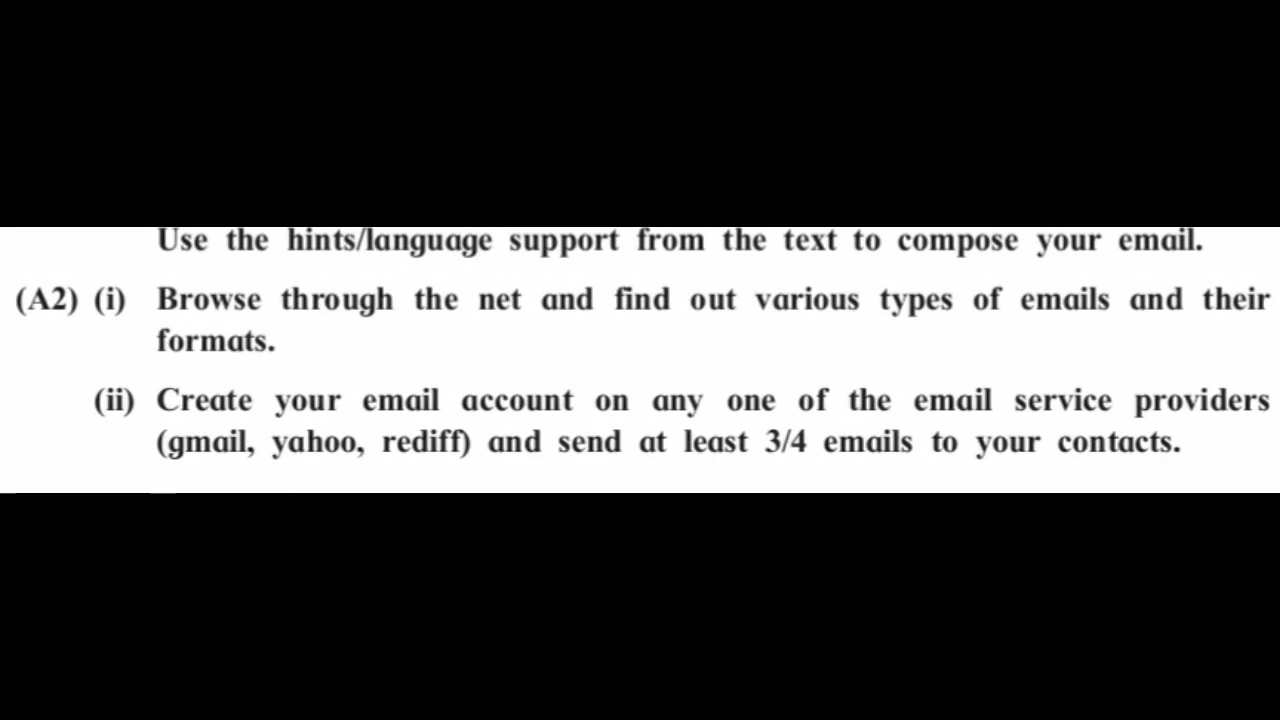 Use the hints/language support from the text to compose your email.
(A2) (i) Browse through the net and find out various types of emails and their
formats.
(ii) Create your email account on any one of the email service providers
(gmail, yahoo, rediff) and send at least 3/4 emails to your contacts.